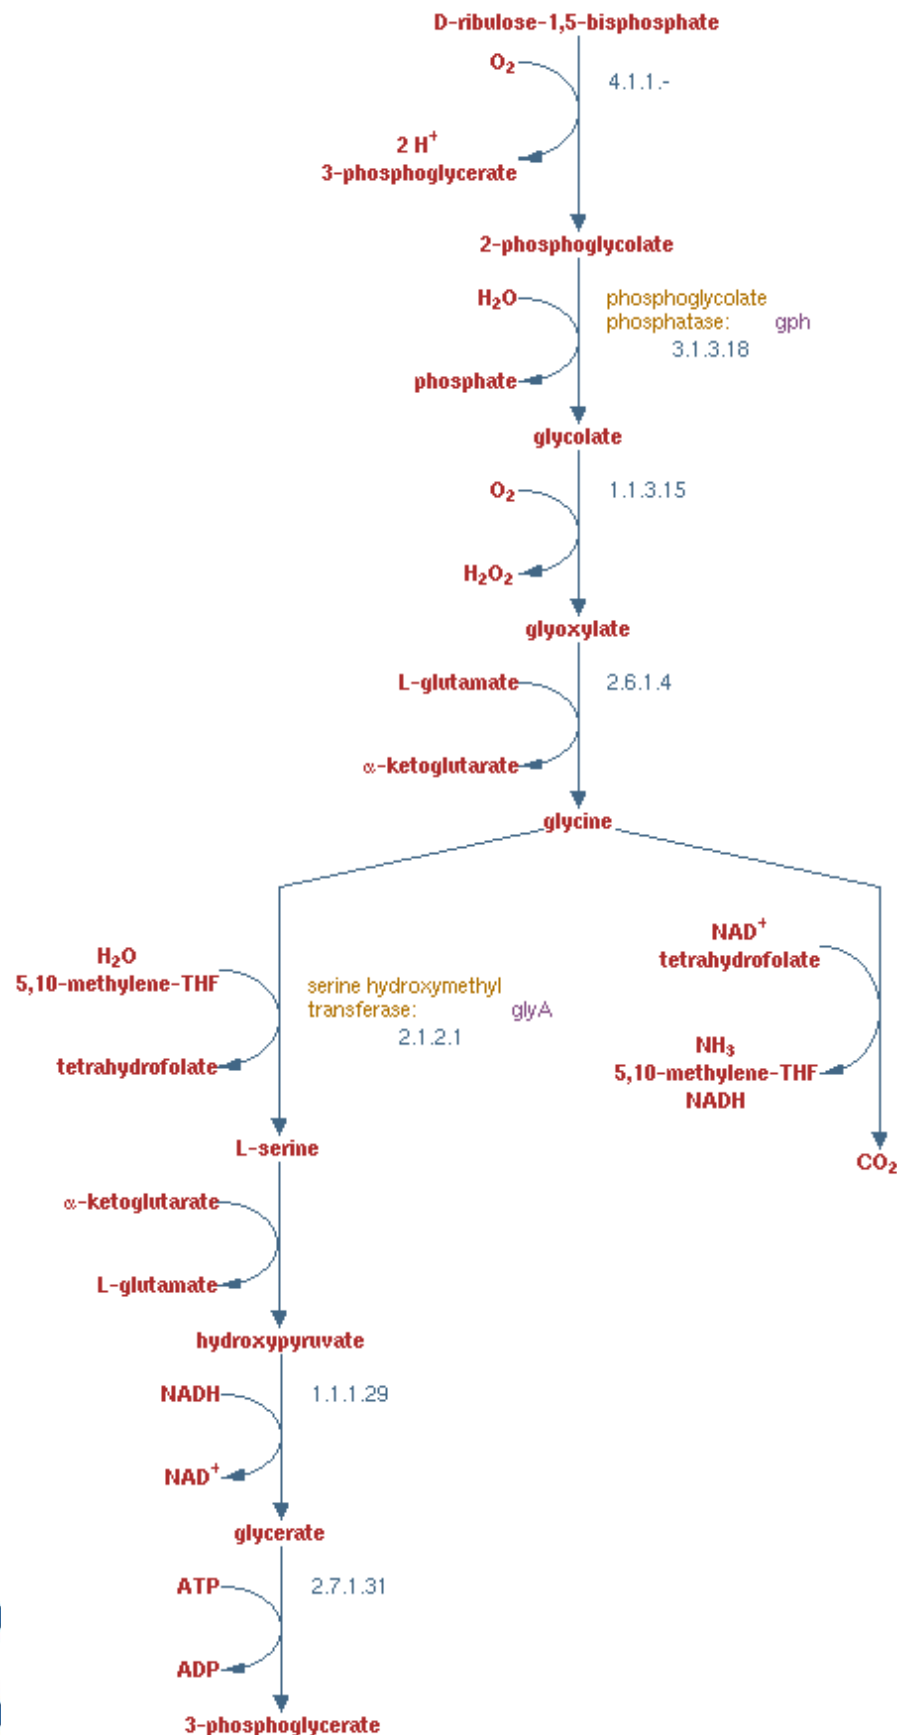 D-ribulose-1,5-bisphosphate
O₂
4.1.1.-
2 H⁺
3-phosphoglycerate
2-phosphoglycolate
H₂O
phosphoglycolate
phosphatase: gph
3.1.3.18
phosphate
glycolate
O₂
1.1.3.15
H₂O₂
glyoxylate
L-glutamate
2.6.1.4
α-ketoglutarate
glycine
H₂O
5,10-methylene-THF
serine hydroxymethyl
transferase: glyA
2.1.2.1
tetrahydrofolate
NAD⁺
tetrahydrofolate
NH₃
5,10-methylene-THF
NADH
CO₂
L-serine
α-ketoglutarate
L-glutamate
hydroxypyruvate
NADH
1.1.1.29
NAD⁺
glycerate
ATP
2.7.1.31
ADP
3-phosphoglycerate